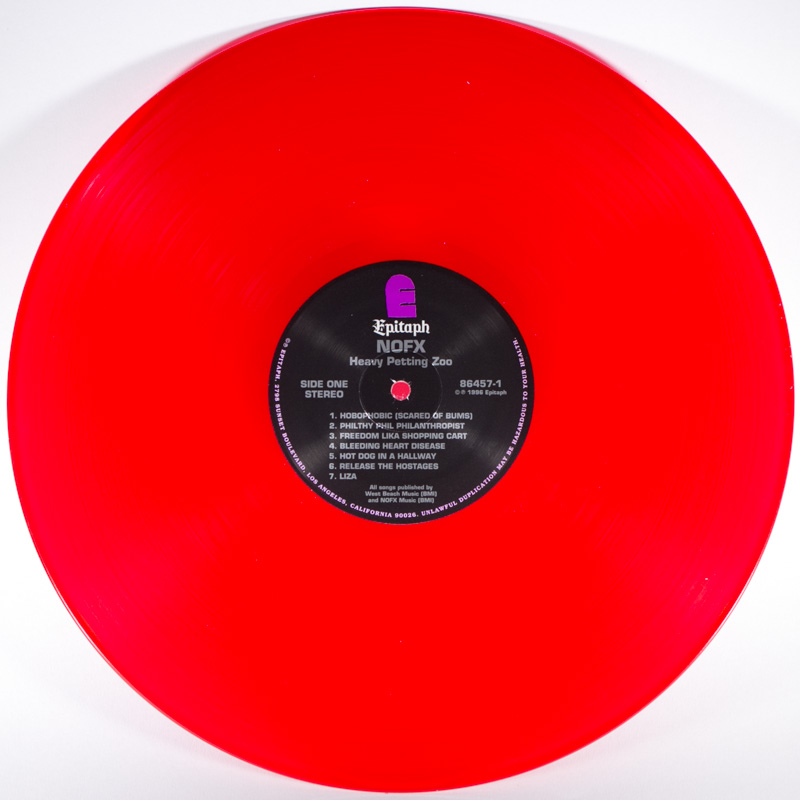 Epitaph
NOFX
Heavy Petting Zoo
SIDE ONE
STEREO
86457-1
©℗ 1996 Epitaph
1. HOBOPHOBIC (SCARED OF BUMS)
2. PHILTHY PHIL PHILANTHROPIST
3. FREEDOM LIKA SHOPPING CART
4. BLEEDING HEART DISEASE
5. HOT DOG IN A HALLWAY
6. RELEASE THE HOSTAGES
7. LIZA
All songs published by
West Beach Music (BMI)
and NOFX Music (BMI)
©℗ EPITAPH. 2798 SUNSET BOULEVARD, LOS ANGELES, CALIFORNIA 90026. UNLAWFUL DUPLICATION MAY BE HAZARDOUS TO YOUR HEALTH.